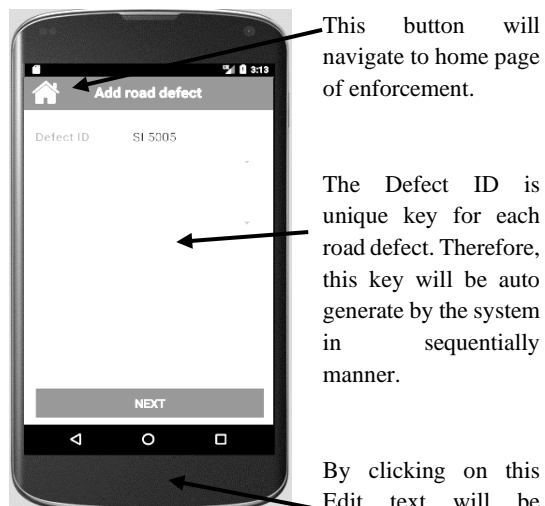 3:13
Add road defect
Defect ID SI 5005
NEXT
This button will
navigate to home page
of enforcement.
The Defect ID is
unique key for each
road defect. Therefore,
this key will be auto
generate by the system
in sequentially
manner.
By clicking on this
Edit text will be